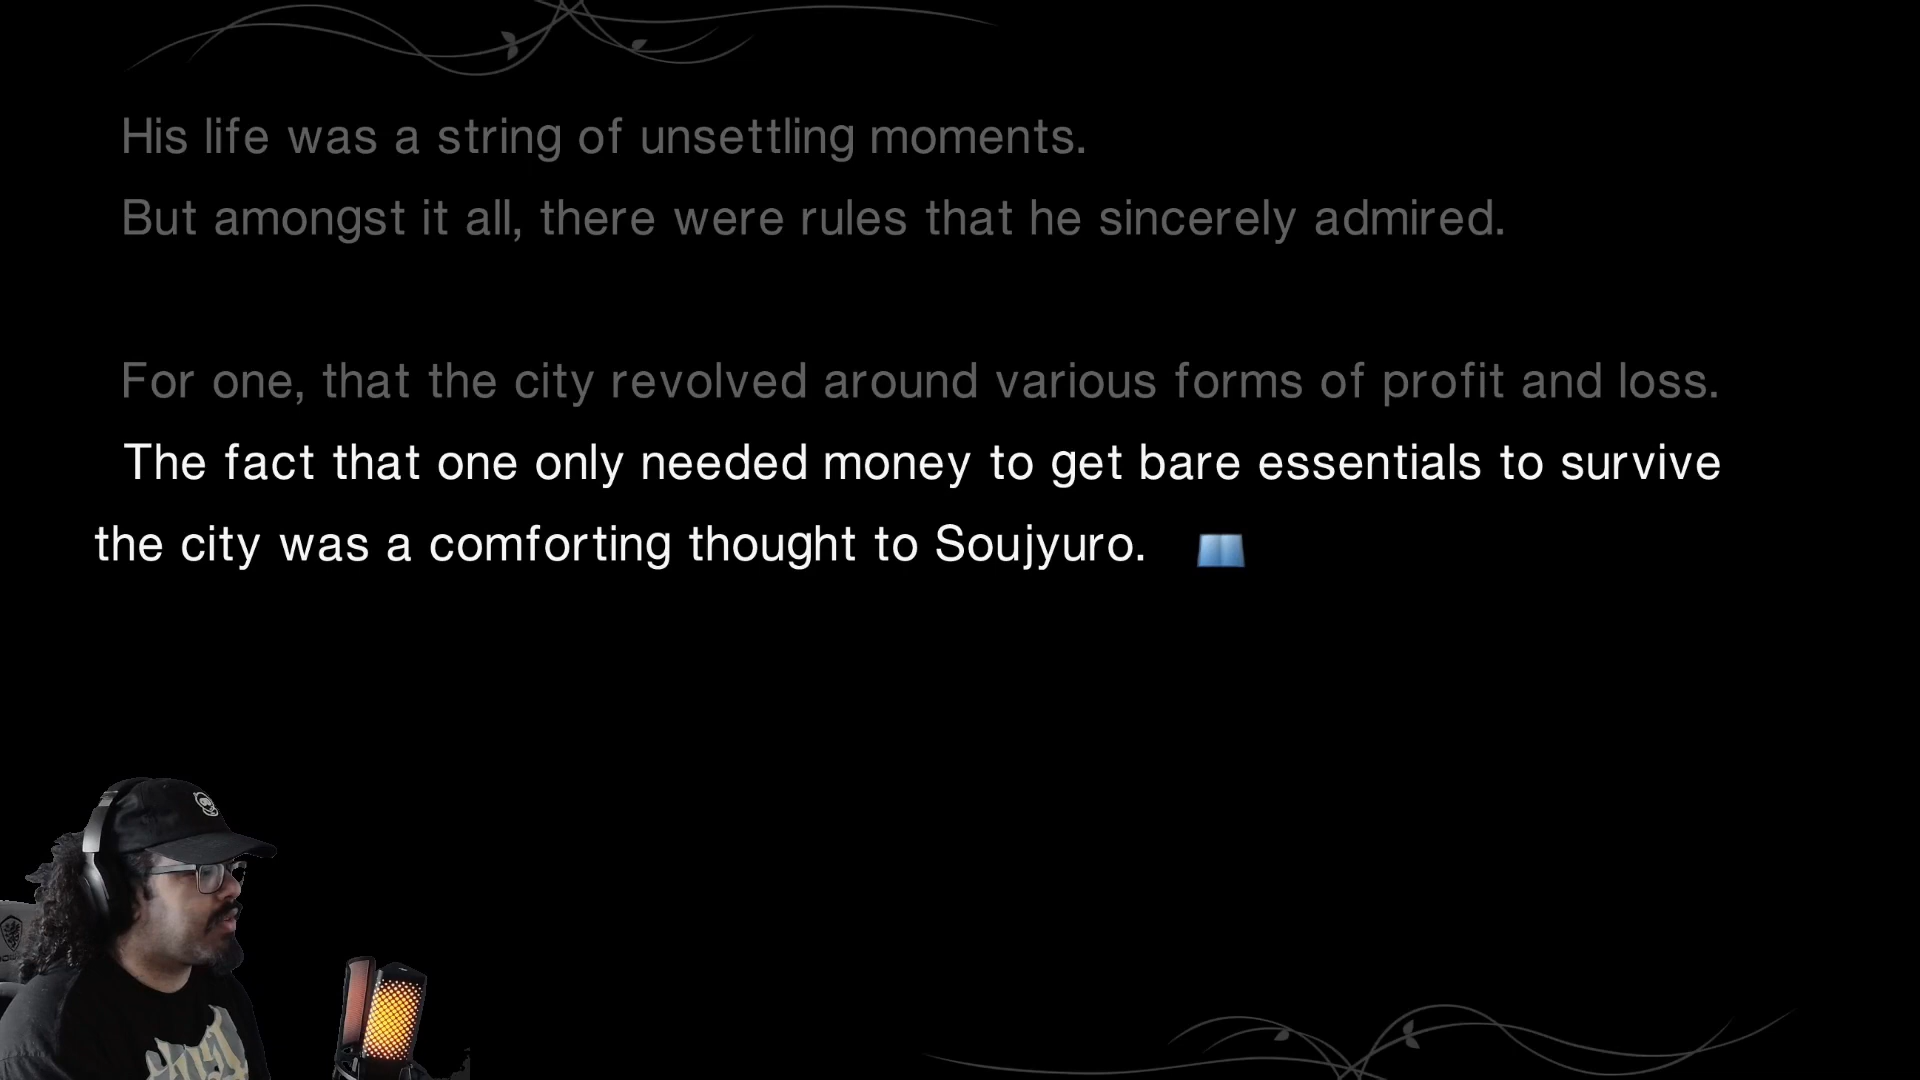 His life was a string of unsettling moments.
But amongst it all, there were rules that he sincerely admired.
For one, that the city revolved around various forms of profit and loss.
The fact that one only needed money to get bare essentials to survive
the city was a comforting thought to Soujyuro.